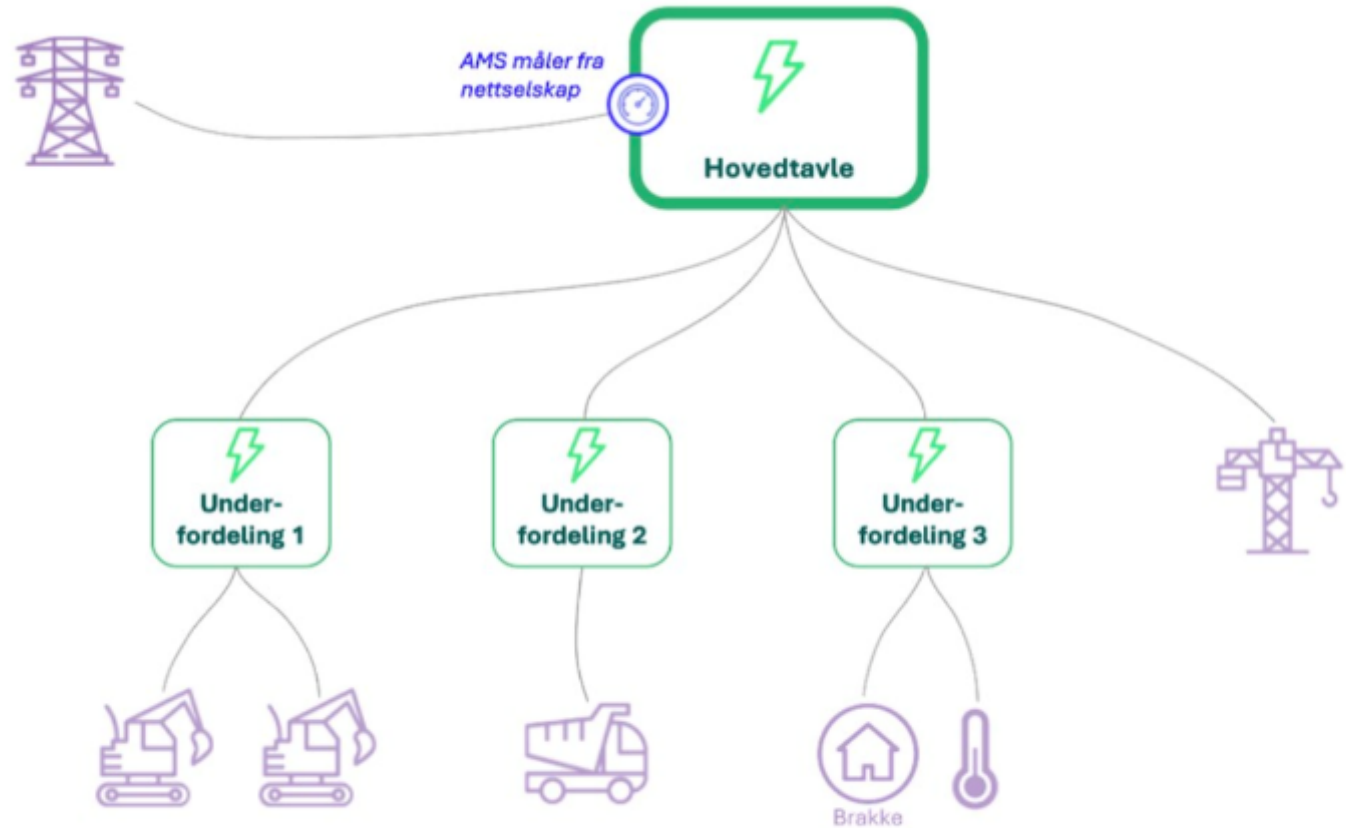 AMS måler fra
nettselskap
Hovedtavle
Under-
fordeling 1
Under-
fordeling 2
Under-
fordeling 3
Brakke